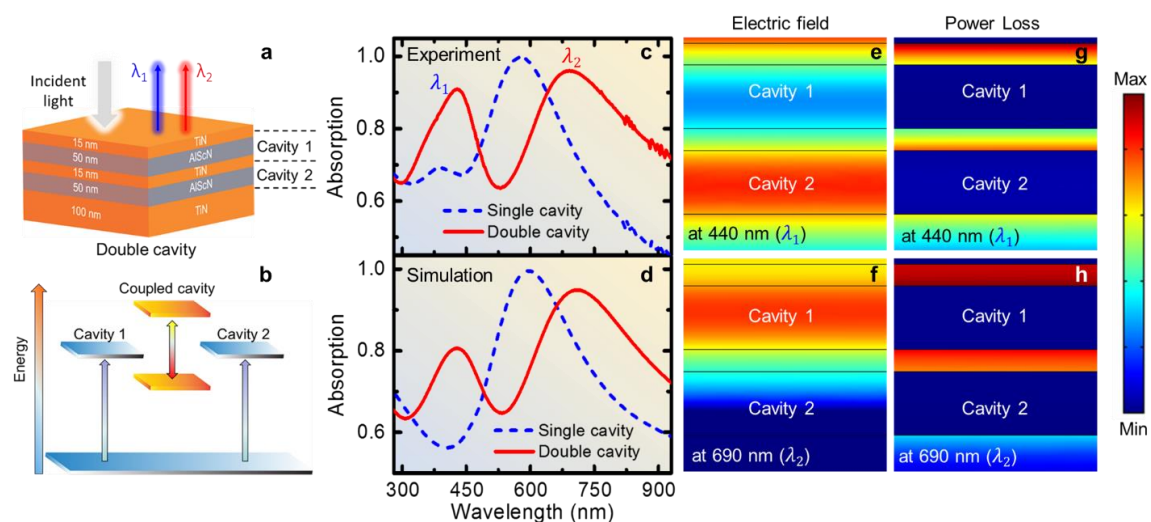 a
Incident
light
λ1
λ2
15 nm
TiN
50 nm
AlScN
15 nm
TiN
50 nm
AlScN
100 nm
TiN
Cavity 1
Cavity 2
Double cavity
b
Energy
Coupled cavity
Cavity 1
Cavity 2
Experiment
c
λ1
λ2
Absorption
1.0
0.8
0.6
Single cavity
Double cavity
Simulation
d
Absorption
1.0
0.8
0.6
Single cavity
Double cavity
300
450
600
750
900
Wavelength (nm)
Electric field
e
Cavity 1
Cavity 2
at 440 nm (λ1)
f
Cavity 1
Cavity 2
at 690 nm (λ2)
Power Loss
g
Cavity 1
Cavity 2
at 440 nm (λ1)
h
Cavity 1
Cavity 2
at 690 nm (λ2)
Max
Min